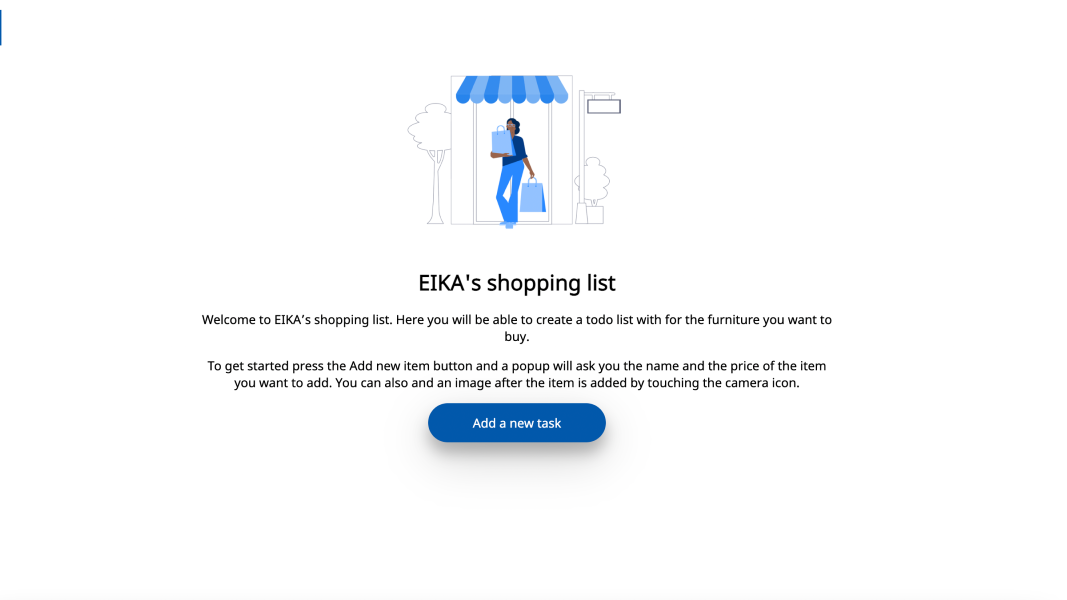 EIKA's shopping list
Welcome to EIKA’s shopping list. Here you will be able to create a todo list with for the furniture you want to
buy.
To get started press the Add new item button and a popup will ask you the name and the price of the item
you want to add. You can also and an image after the item is added by touching the camera icon.
Add a new task